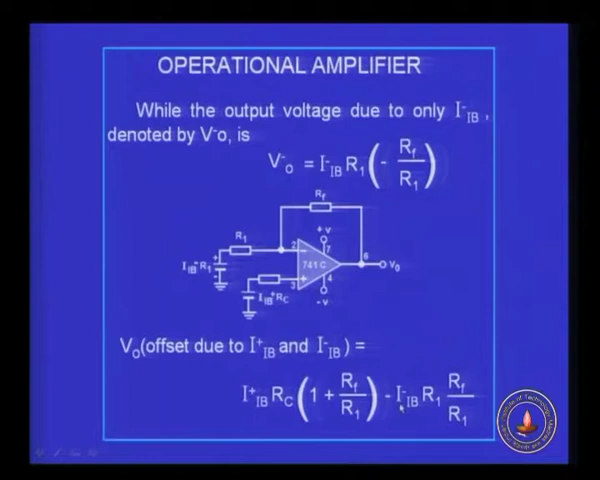 OPERATIONAL AMPLIFIER
While the output voltage due to only I⁻IB ,
denoted by V⁻o, is
V⁻o = I⁻IB R1 ( - Rf / R1 )
Rf
R1
+v
2
7
6
I⁻IB R1
741 C
Vo
3
4
I⁺IB RC
-v
Vo(offset due to I⁺IB and I⁻IB ) =
I⁺IB RC ( 1 + Rf / R1 ) - I⁻IB R1 Rf / R1